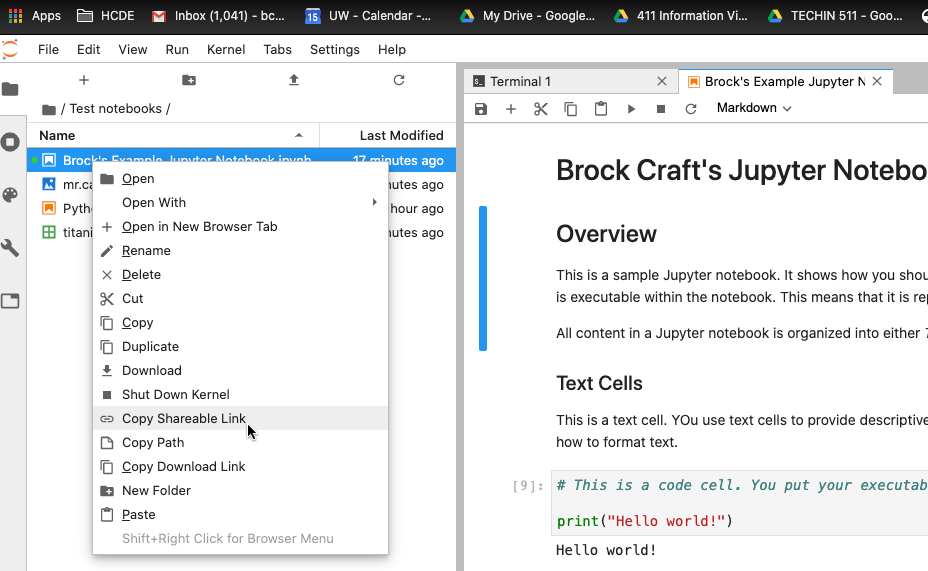 Apps HCDE Inbox (1,041) - bc... 15 UW - Calendar -... My Drive - Google... 411 Information Vi... TECHIN 511 - Goo...
File Edit View Run Kernel Tabs Settings Help
/ Test notebooks /
Name Last Modified
Brock's Example Jupyter Notebook.ipynb 17 minutes ago
mr.ca nutes ago
Pyth hour ago
titani nutes ago
Open
Open With
Open in New Browser Tab
Rename
Delete
Cut
Copy
Duplicate
Download
Shut Down Kernel
Copy Shareable Link
Copy Path
Copy Download Link
New Folder
Paste
Shift+Right Click for Browser Menu
Terminal 1 Brock's Example Jupyter N
Markdown
Brock Craft's Jupyter Notebo
Overview
This is a sample Jupyter notebook. It shows how you shou
is executable within the notebook. This means that it is rep
All content in a Jupyter notebook is organized into either
Text Cells
This is a text cell. YOu use text cells to provide descriptive
how to format text.
[9]: # This is a code cell. You put your executab
print("Hello world!")
Hello world!